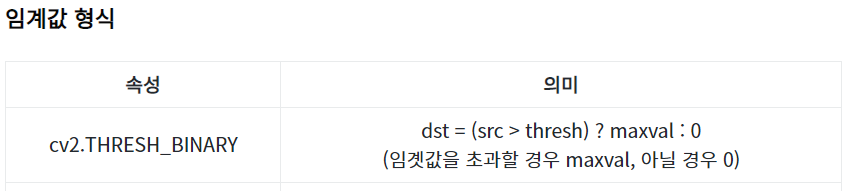 임계값 형식
속성 의미
cv2.THRESH_BINARY
dst = (src > thresh) ? maxval : 0
(임곗값을 초과할 경우 maxval, 아닐 경우 0)